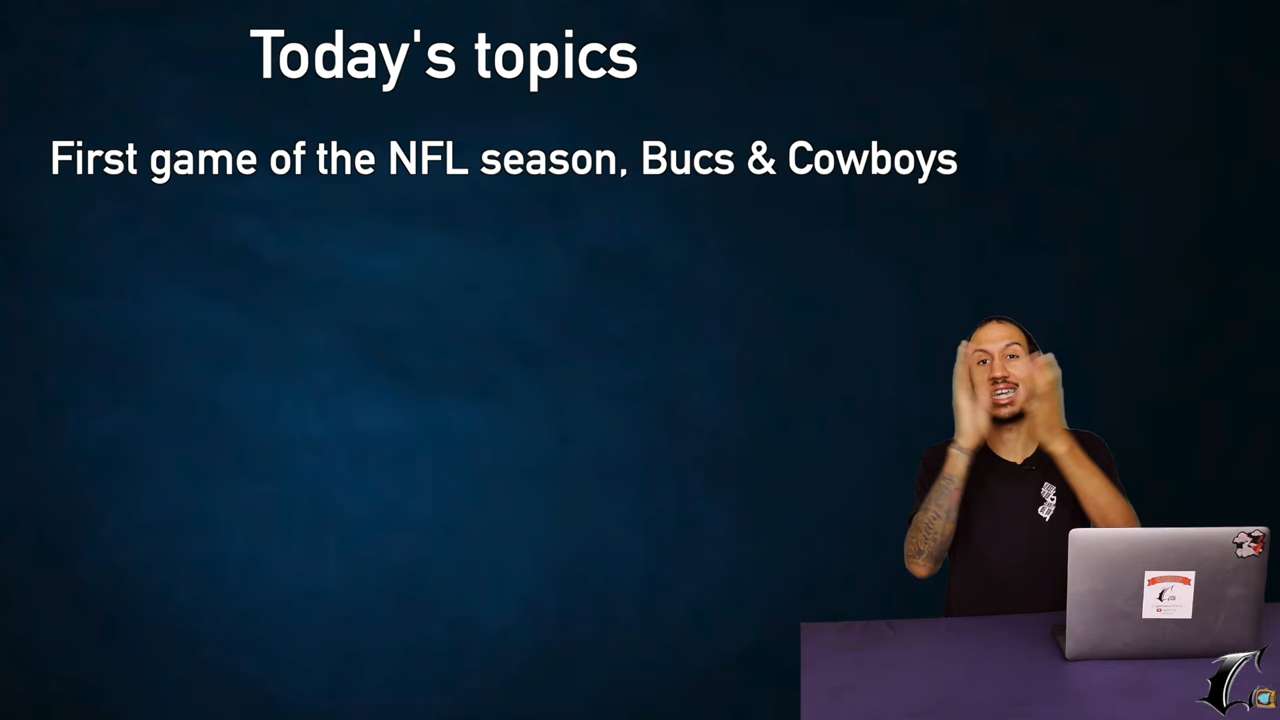 Today's topics
First game of the NFL season, Bucs & Cowboys